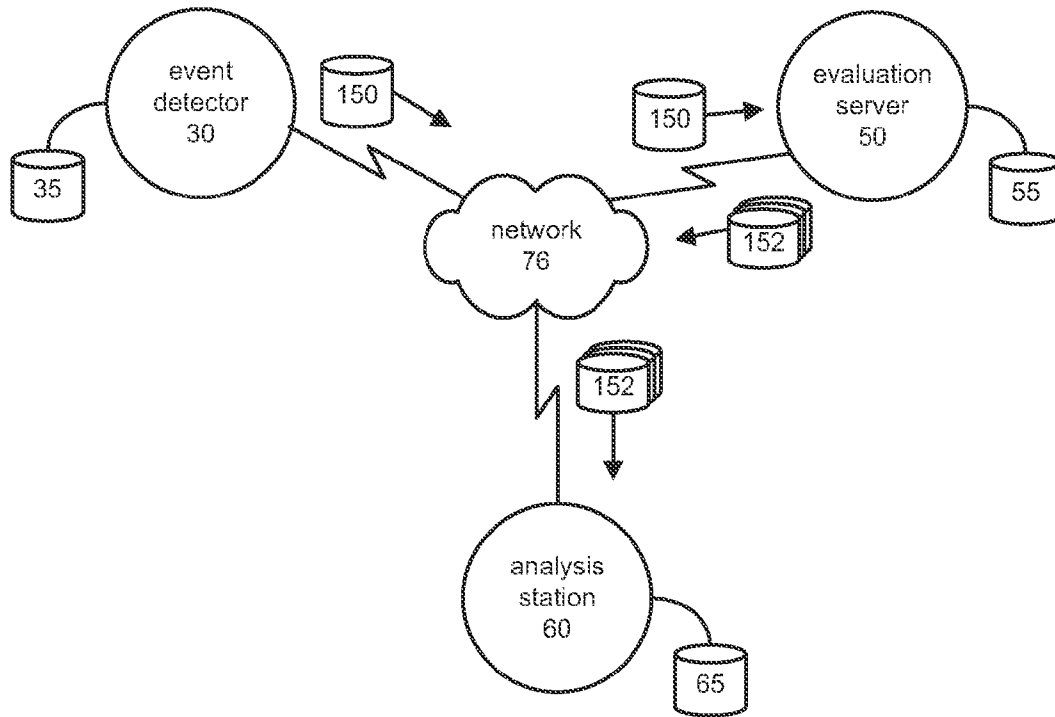 event
detector
30
150
35
evaluation
server
50
150
55
network
76
152
152
analysis
station
60
65